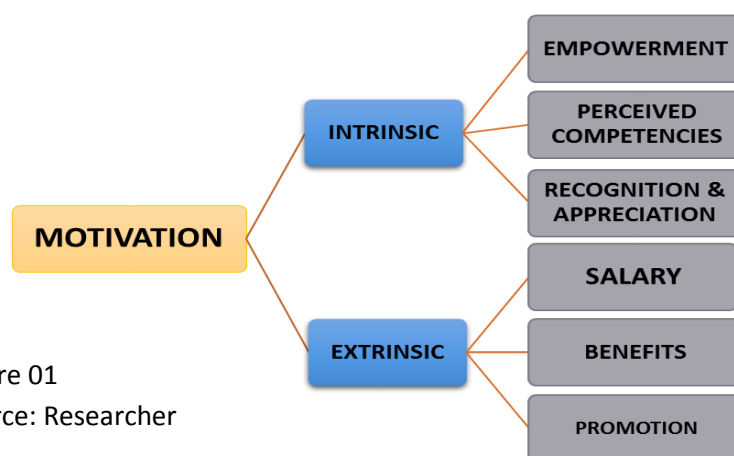 MOTIVATION
INTRINSIC
EMPOWERMENT
PERCEIVED
COMPETENCIES
RECOGNITION &
APPRECIATION
EXTRINSIC
SALARY
BENEFITS
PROMOTION
re 01
rce: Researcher